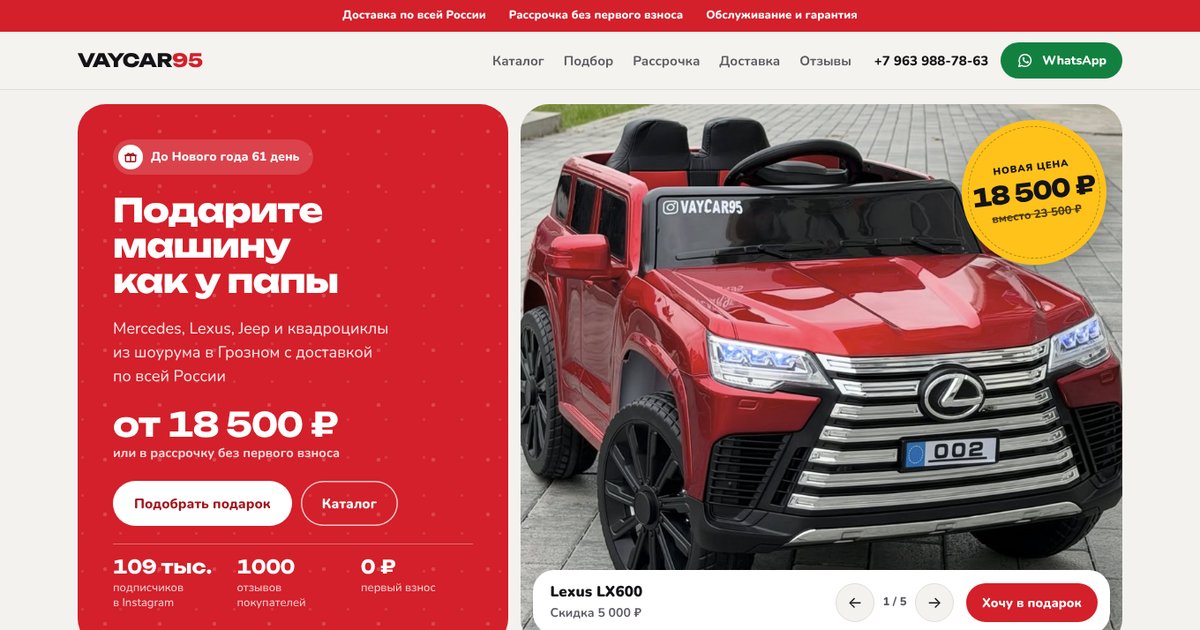 Доставка по всей России
Рассрочка без первого взноса
Обслуживание и гарантия
VAYCAR95
Каталог
Подбор
Рассрочка
Доставка
Отзывы
+7 963 988-78-63
WhatsApp
До Нового года 61 день
Подарите
машину
как у папы
Mercedes, Lexus, Jeep и квадроциклы
из шоурума в Грозном с доставкой
по всей России
от 18 500 ₽
или в рассрочку без первого взноса
Подобрать подарок
Каталог
109 тыс.
подписчиков
в Instagram
1000
отзывов
покупателей
0 ₽
первый взнос
VAYCAR95
НОВАЯ ЦЕНА
18 500 ₽
вместо 23 500 ₽
002
Lexus LX600
Скидка 5 000 ₽
1 / 5
Хочу в подарок